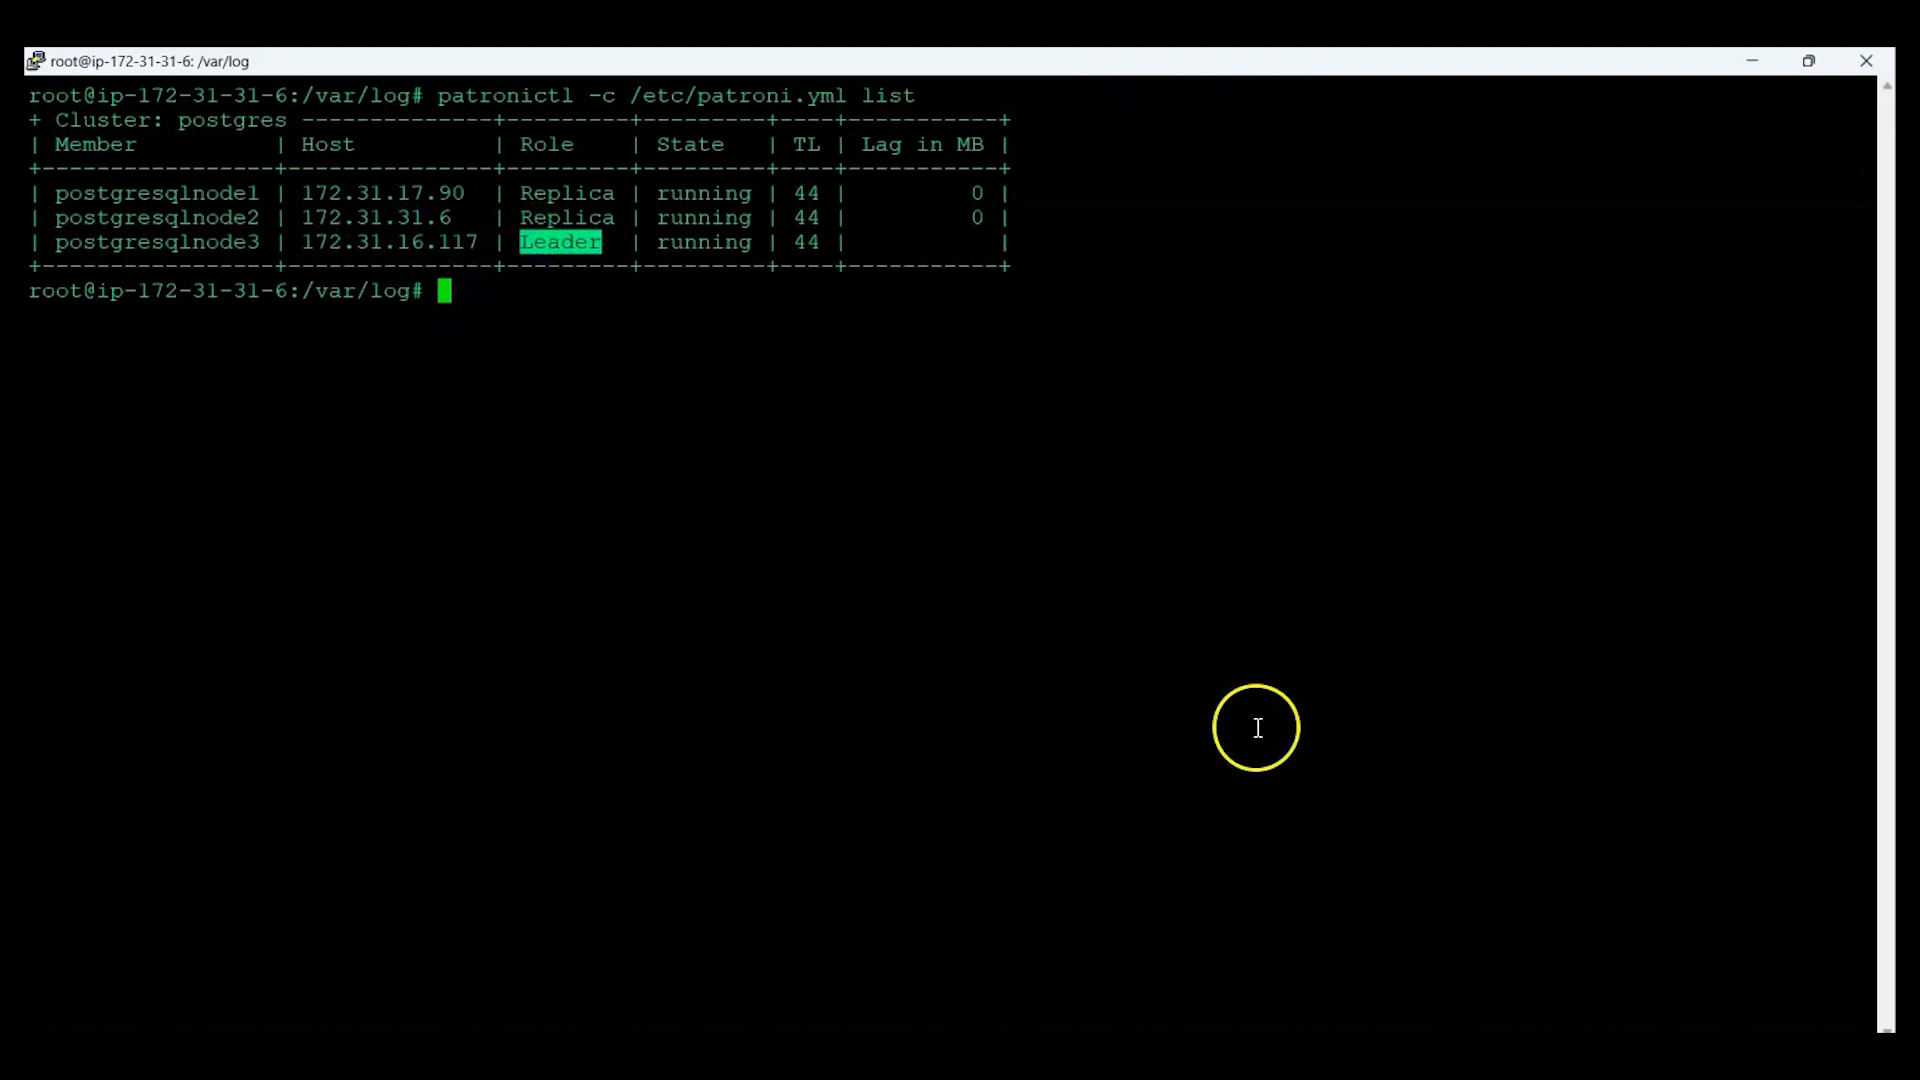 root@ip-172-31-31-6: /var/log
root@ip-172-31-31-6:/var/log# patronictl -c /etc/patroni.yml list
+ Cluster: postgres --------------+---------+---------+----+-----------+
| Member          | Host          | Role    | State   | TL | Lag in MB |
+-----------------+---------------+---------+---------+----+-----------+
| postgresqlnode1 | 172.31.17.90  | Replica | running | 44 |         0 |
| postgresqlnode2 | 172.31.31.6   | Replica | running | 44 |         0 |
| postgresqlnode3 | 172.31.16.117 | Leader  | running | 44 |           |
+-----------------+---------------+---------+---------+----+-----------+
root@ip-172-31-31-6:/var/log#